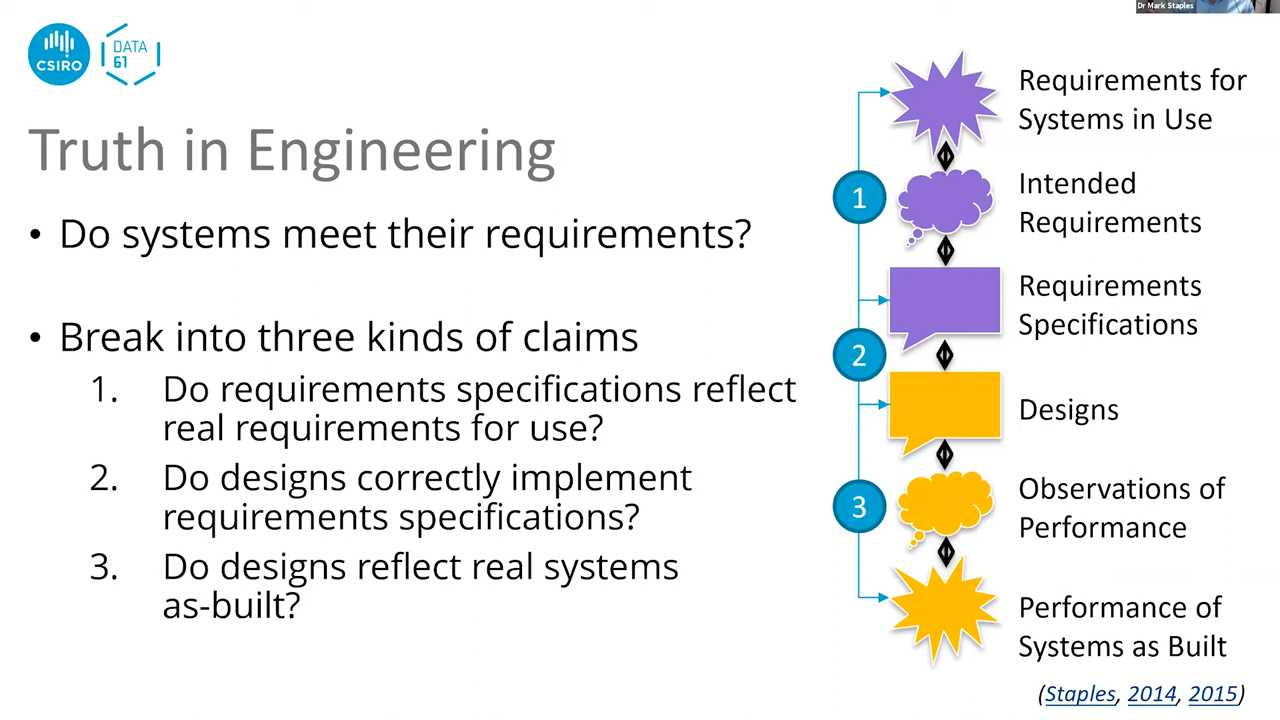 Dr Mark Staples
CSIRO
DATA
61
Truth in Engineering
• Do systems meet their requirements?
• Break into three kinds of claims
1. Do requirements specifications reflect
real requirements for use?
2. Do designs correctly implement
requirements specifications?
3. Do designs reflect real systems
as-built?
1
2
3
Requirements for
Systems in Use
Intended
Requirements
Requirements
Specifications
Designs
Observations of
Performance
Performance of
Systems as Built
(Staples, 2014, 2015)